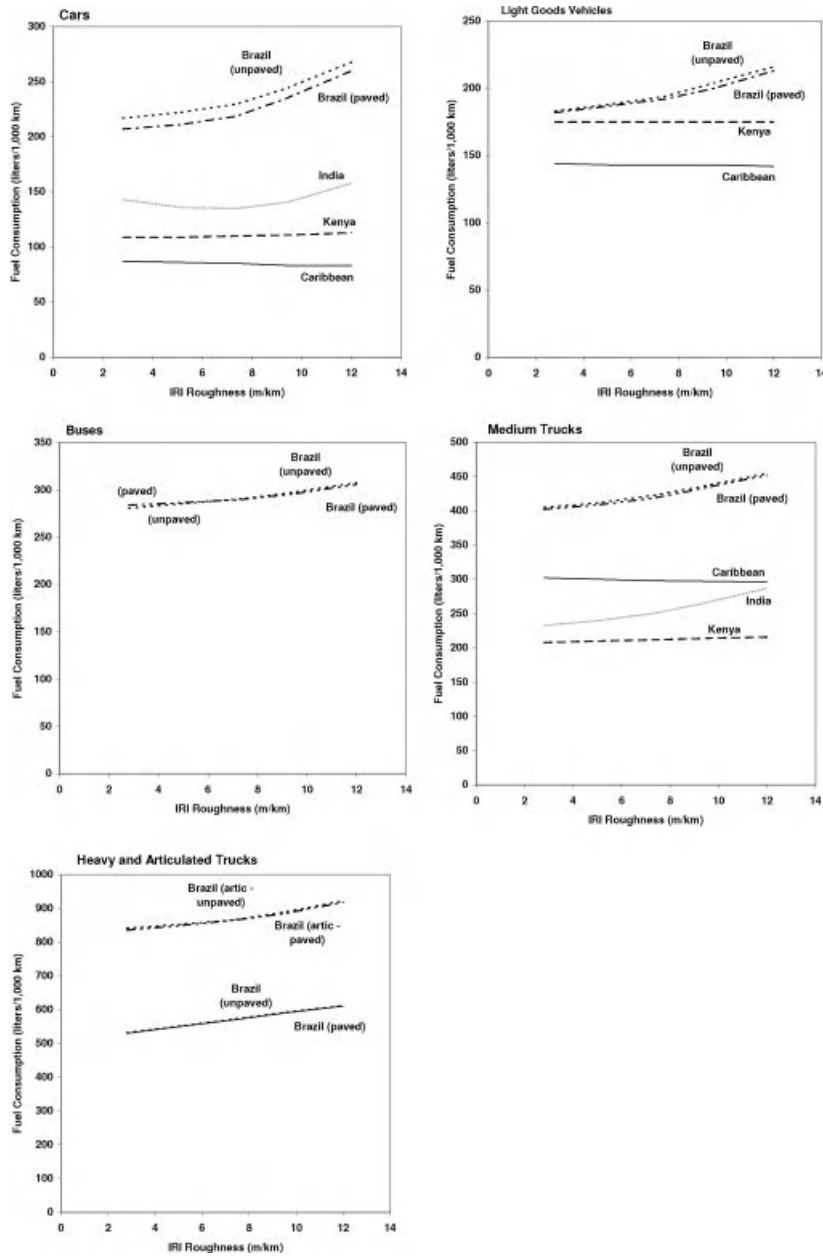 Cars
Fuel Consumption (liters/1,000 km)
300
250
200
150
100
50
0
Brazil
(unpaved)
Brazil (paved)
India
Kenya
Caribbean
0 2 4 6 8 10 12 14
IRI Roughness (m/km)
Light Goods Vehicles
Fuel Consumption (liters/1,000 km)
250
200
150
100
50
0
Brazil
(unpaved)
Brazil (paved)
Kenya
Caribbean
0 2 4 6 8 10 12 14
IRI Roughness (m/km)
Buses
Fuel Consumption (liters/1,000 km)
350
300
250
200
150
100
50
0
Brazil
(unpaved)
(paved)
(unpaved)
Brazil (paved)
0 2 4 6 8 10 12 14
IRI Roughness (m/km)
Medium Trucks
Fuel Consumption (liters/1,000 km)
500
450
400
350
300
250
200
150
100
50
0
Brazil
(unpaved)
Brazil (paved)
Caribbean
India
Kenya
0 2 4 6 8 10 12 14
IRI Roughness (m/km)
Heavy and Articulated Trucks
Fuel Consumption (liters/1,000 km)
1000
900
800
700
600
500
400
300
200
100
0
Brazil (artic -
unpaved)
Brazil (artic -
paved)
Brazil
(unpaved)
Brazil (paved)
0 2 4 6 8 10 12 14
IRI Roughness (m/km)